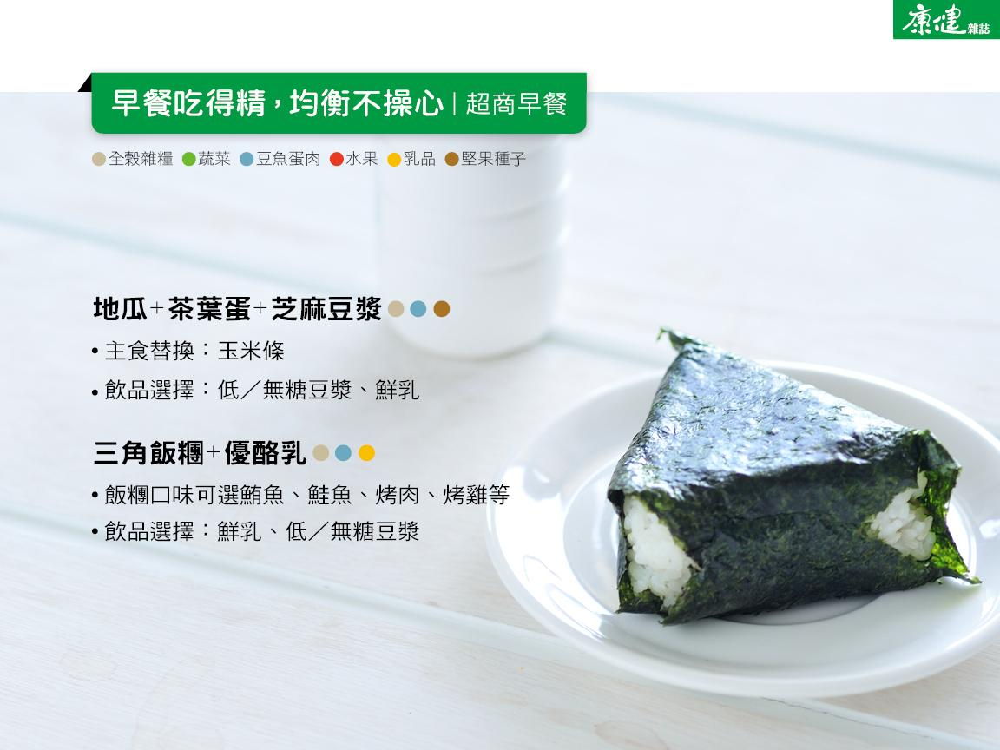 康健雜誌
早餐吃得精，均衡不操心｜超商早餐
全穀雜糧 蔬菜 豆魚蛋肉 水果 乳品 堅果種子
地瓜+茶葉蛋+芝麻豆漿
• 主食替換：玉米條
• 飲品選擇：低／無糖豆漿、鮮乳
三角飯糰+優酪乳
• 飯糰口味可選鮪魚、鮭魚、烤肉、烤雞等
• 飲品選擇：鮮乳、低／無糖豆漿